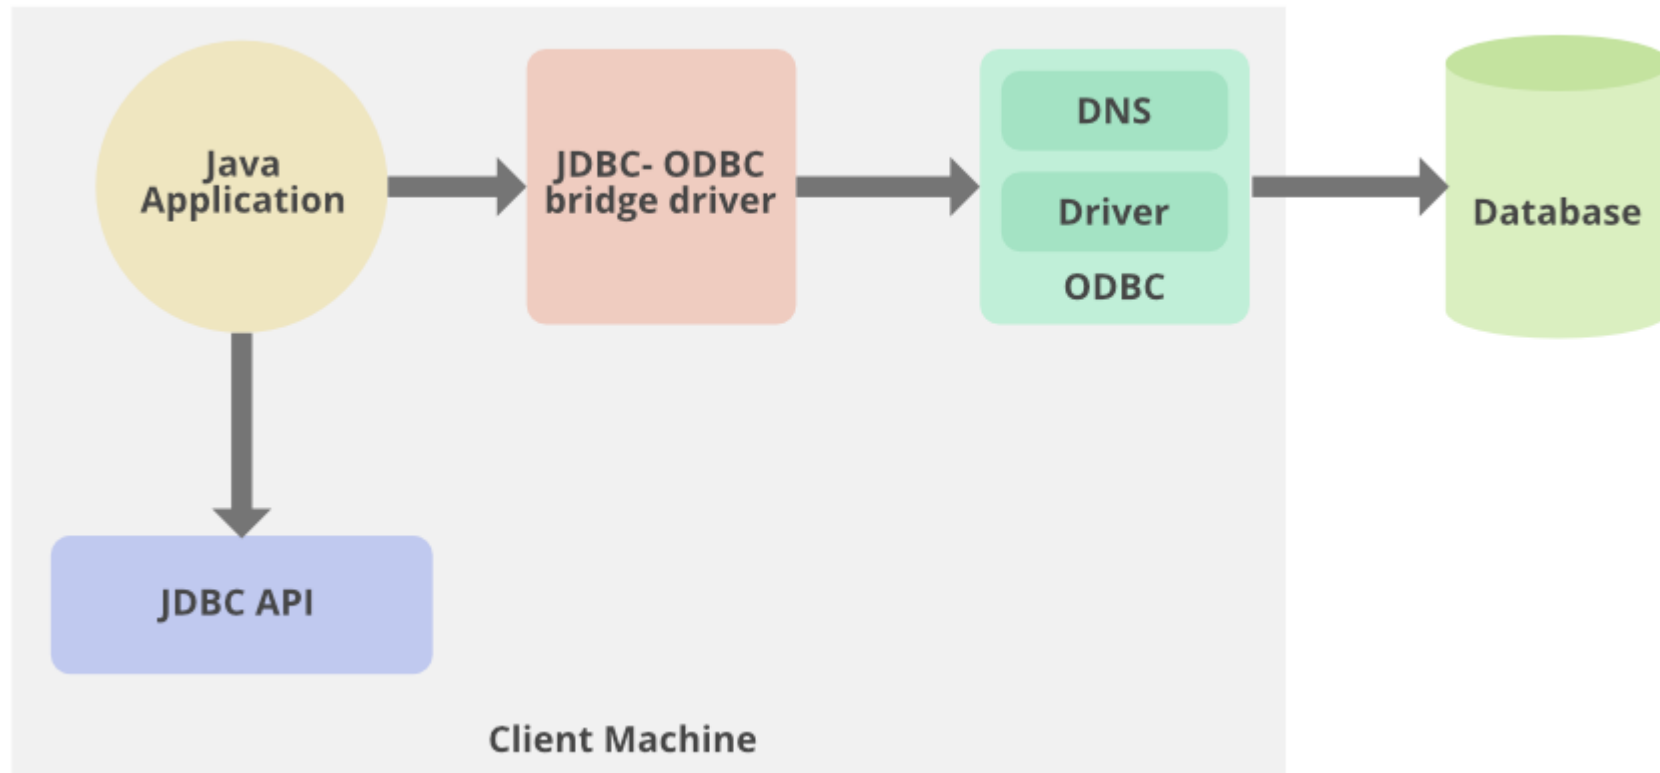 Java
Application
JDBC- ODBC
bridge driver
DNS
Driver
ODBC
Database
JDBC API
Client Machine